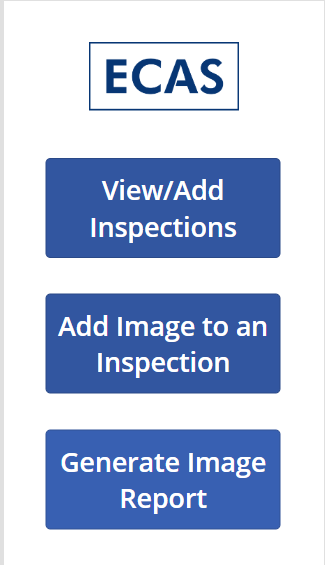 ECAS
View/Add
Inspections
Add Image to an
Inspection
Generate Image
Report